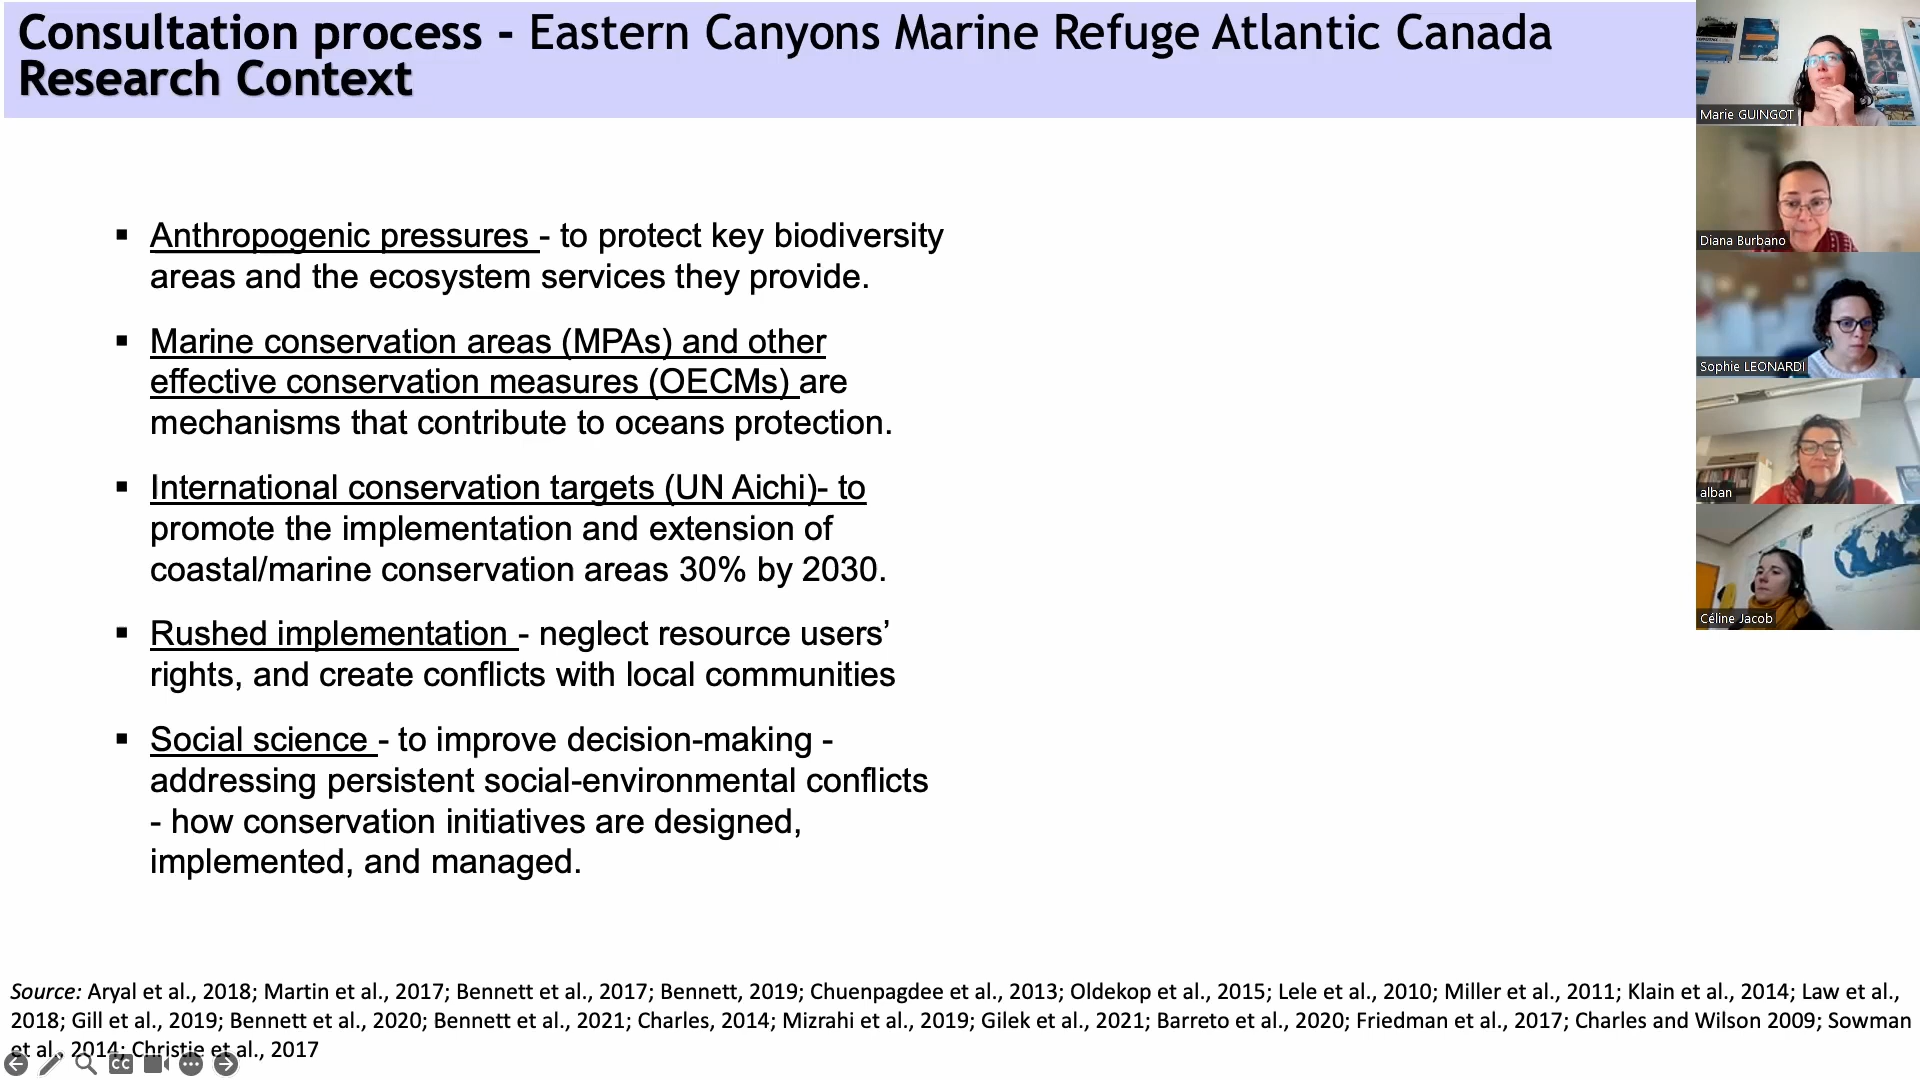 Consultation process - Eastern Canyons Marine Refuge Atlantic Canada
Research Context
▪ Anthropogenic pressures - to protect key biodiversity
areas and the ecosystem services they provide.
▪ Marine conservation areas (MPAs) and other
effective conservation measures (OECMs) are
mechanisms that contribute to oceans protection.
▪ International conservation targets (UN Aichi)- to
promote the implementation and extension of
coastal/marine conservation areas 30% by 2030.
▪ Rushed implementation - neglect resource users’
rights, and create conflicts with local communities
▪ Social science - to improve decision-making -
addressing persistent social-environmental conflicts
- how conservation initiatives are designed,
implemented, and managed.
Source: Aryal et al., 2018; Martin et al., 2017; Bennett et al., 2017; Bennett, 2019; Chuenpagdee et al., 2013; Oldekop et al., 2015; Lele et al., 2010; Miller et al., 2011; Klain et al., 2014; Law et al.,
2018; Gill et al., 2019; Bennett et al., 2020; Bennett et al., 2021; Charles, 2014; Mizrahi et al., 2019; Gilek et al., 2021; Barreto et al., 2020; Friedman et al., 2017; Charles and Wilson 2009; Sowman
et al., 2014; Christie et al., 2017
CC
Marie GUINGOT
Diana Burbano
Sophie LEONARDI
alban
Céline Jacob